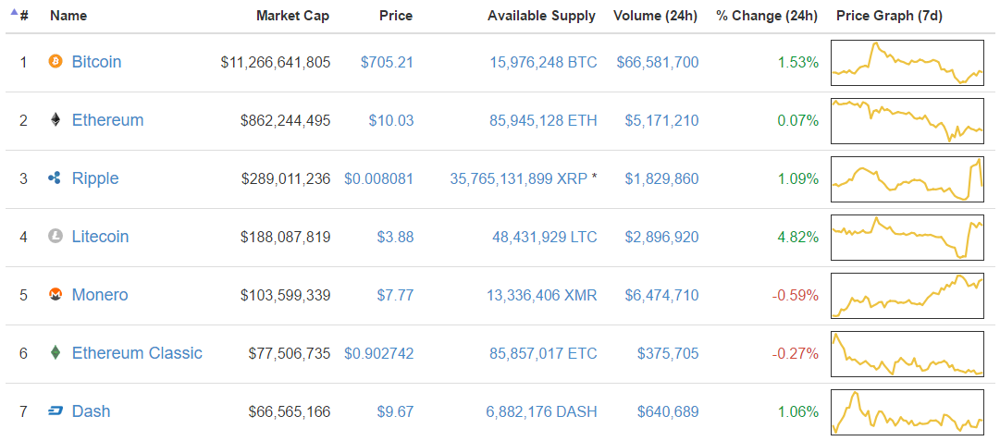 # Name Market Cap Price Available Supply Volume (24h) % Change (24h) Price Graph (7d)
1 Bitcoin $11,266,641,805 $705.21 15,976,248 BTC $66,581,700 1.53%
2 Ethereum $862,244,495 $10.03 85,945,128 ETH $5,171,210 0.07%
3 Ripple $289,011,236 $0.008081 35,765,131,899 XRP * $1,829,860 1.09%
4 Litecoin $188,087,819 $3.88 48,431,929 LTC $2,896,920 4.82%
5 Monero $103,599,339 $7.77 13,336,406 XMR $6,474,710 -0.59%
6 Ethereum Classic $77,506,735 $0.902742 85,857,017 ETC $375,705 -0.27%
7 Dash $66,565,166 $9.67 6,882,176 DASH $640,689 1.06%